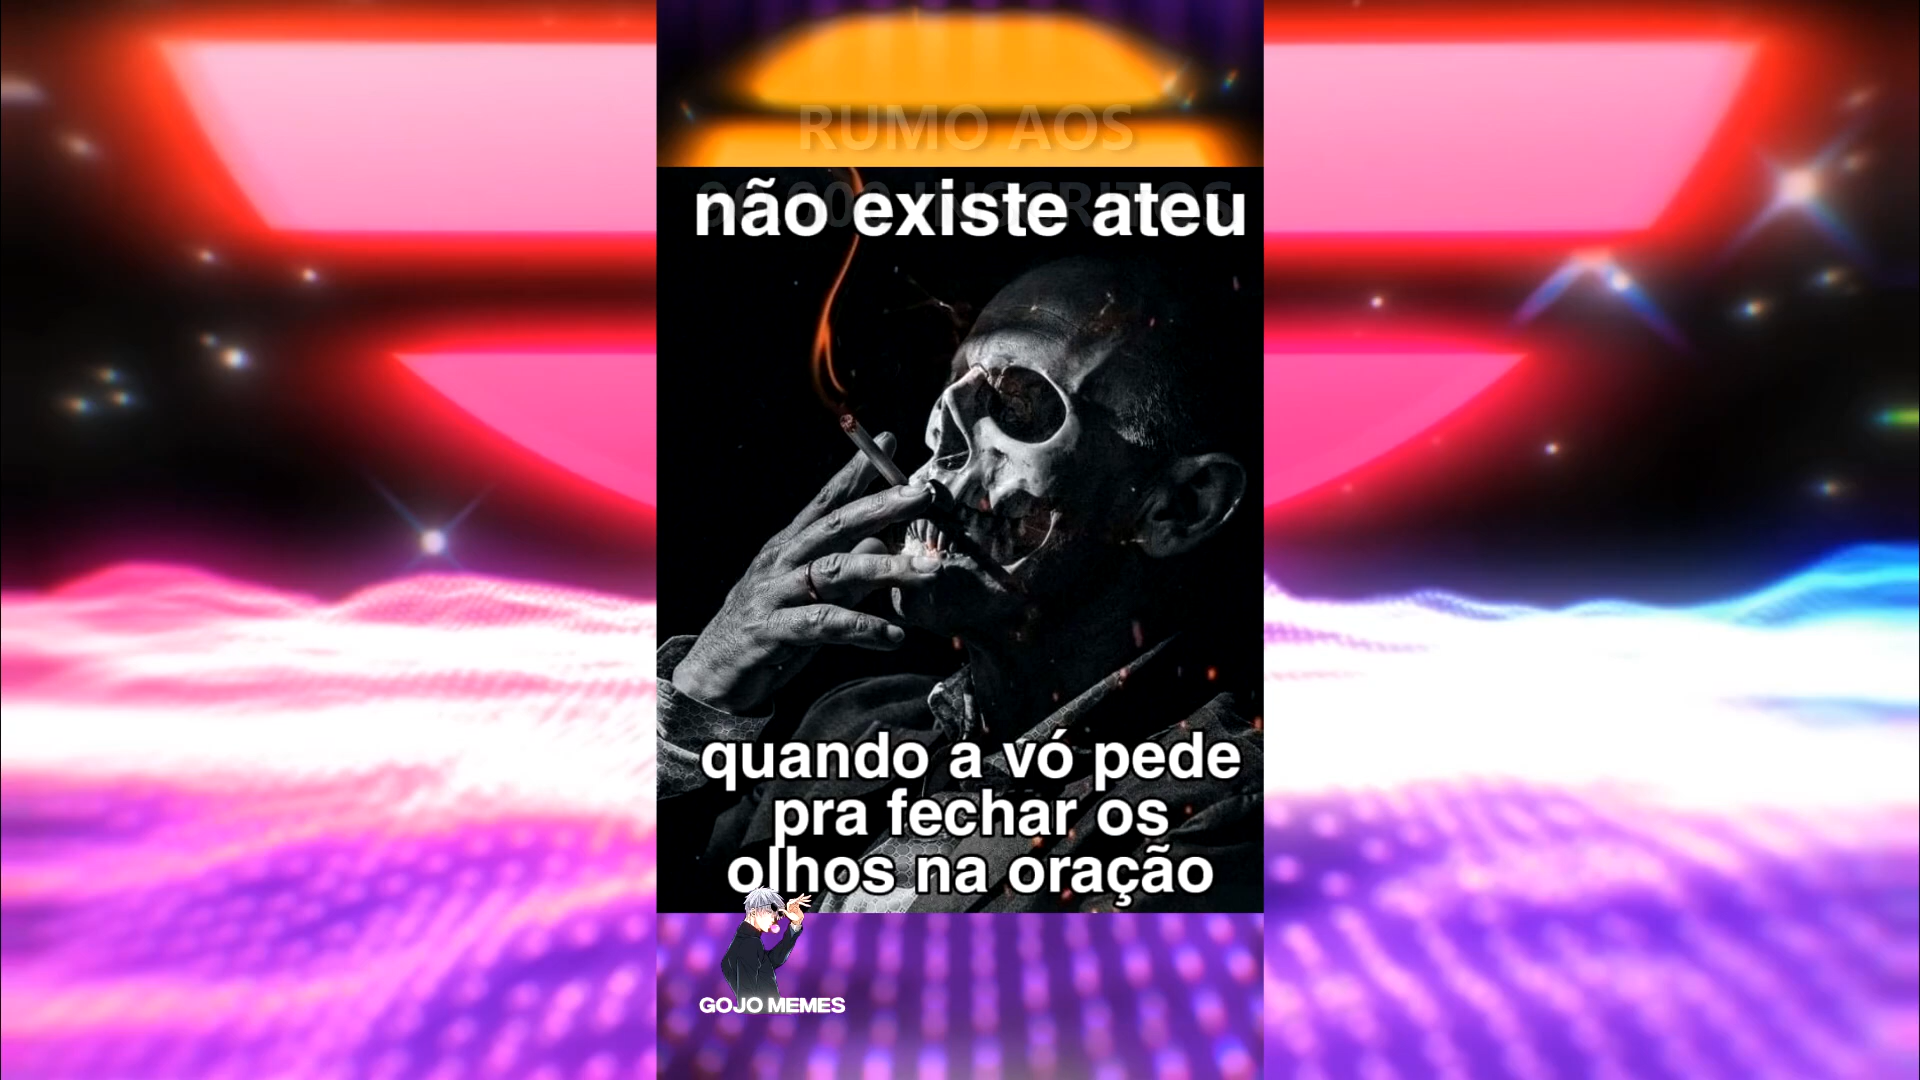 RUMO AOS
não existe ateu
quando a vó pede
pra fechar os
olhos na oração
GOJO MEMES